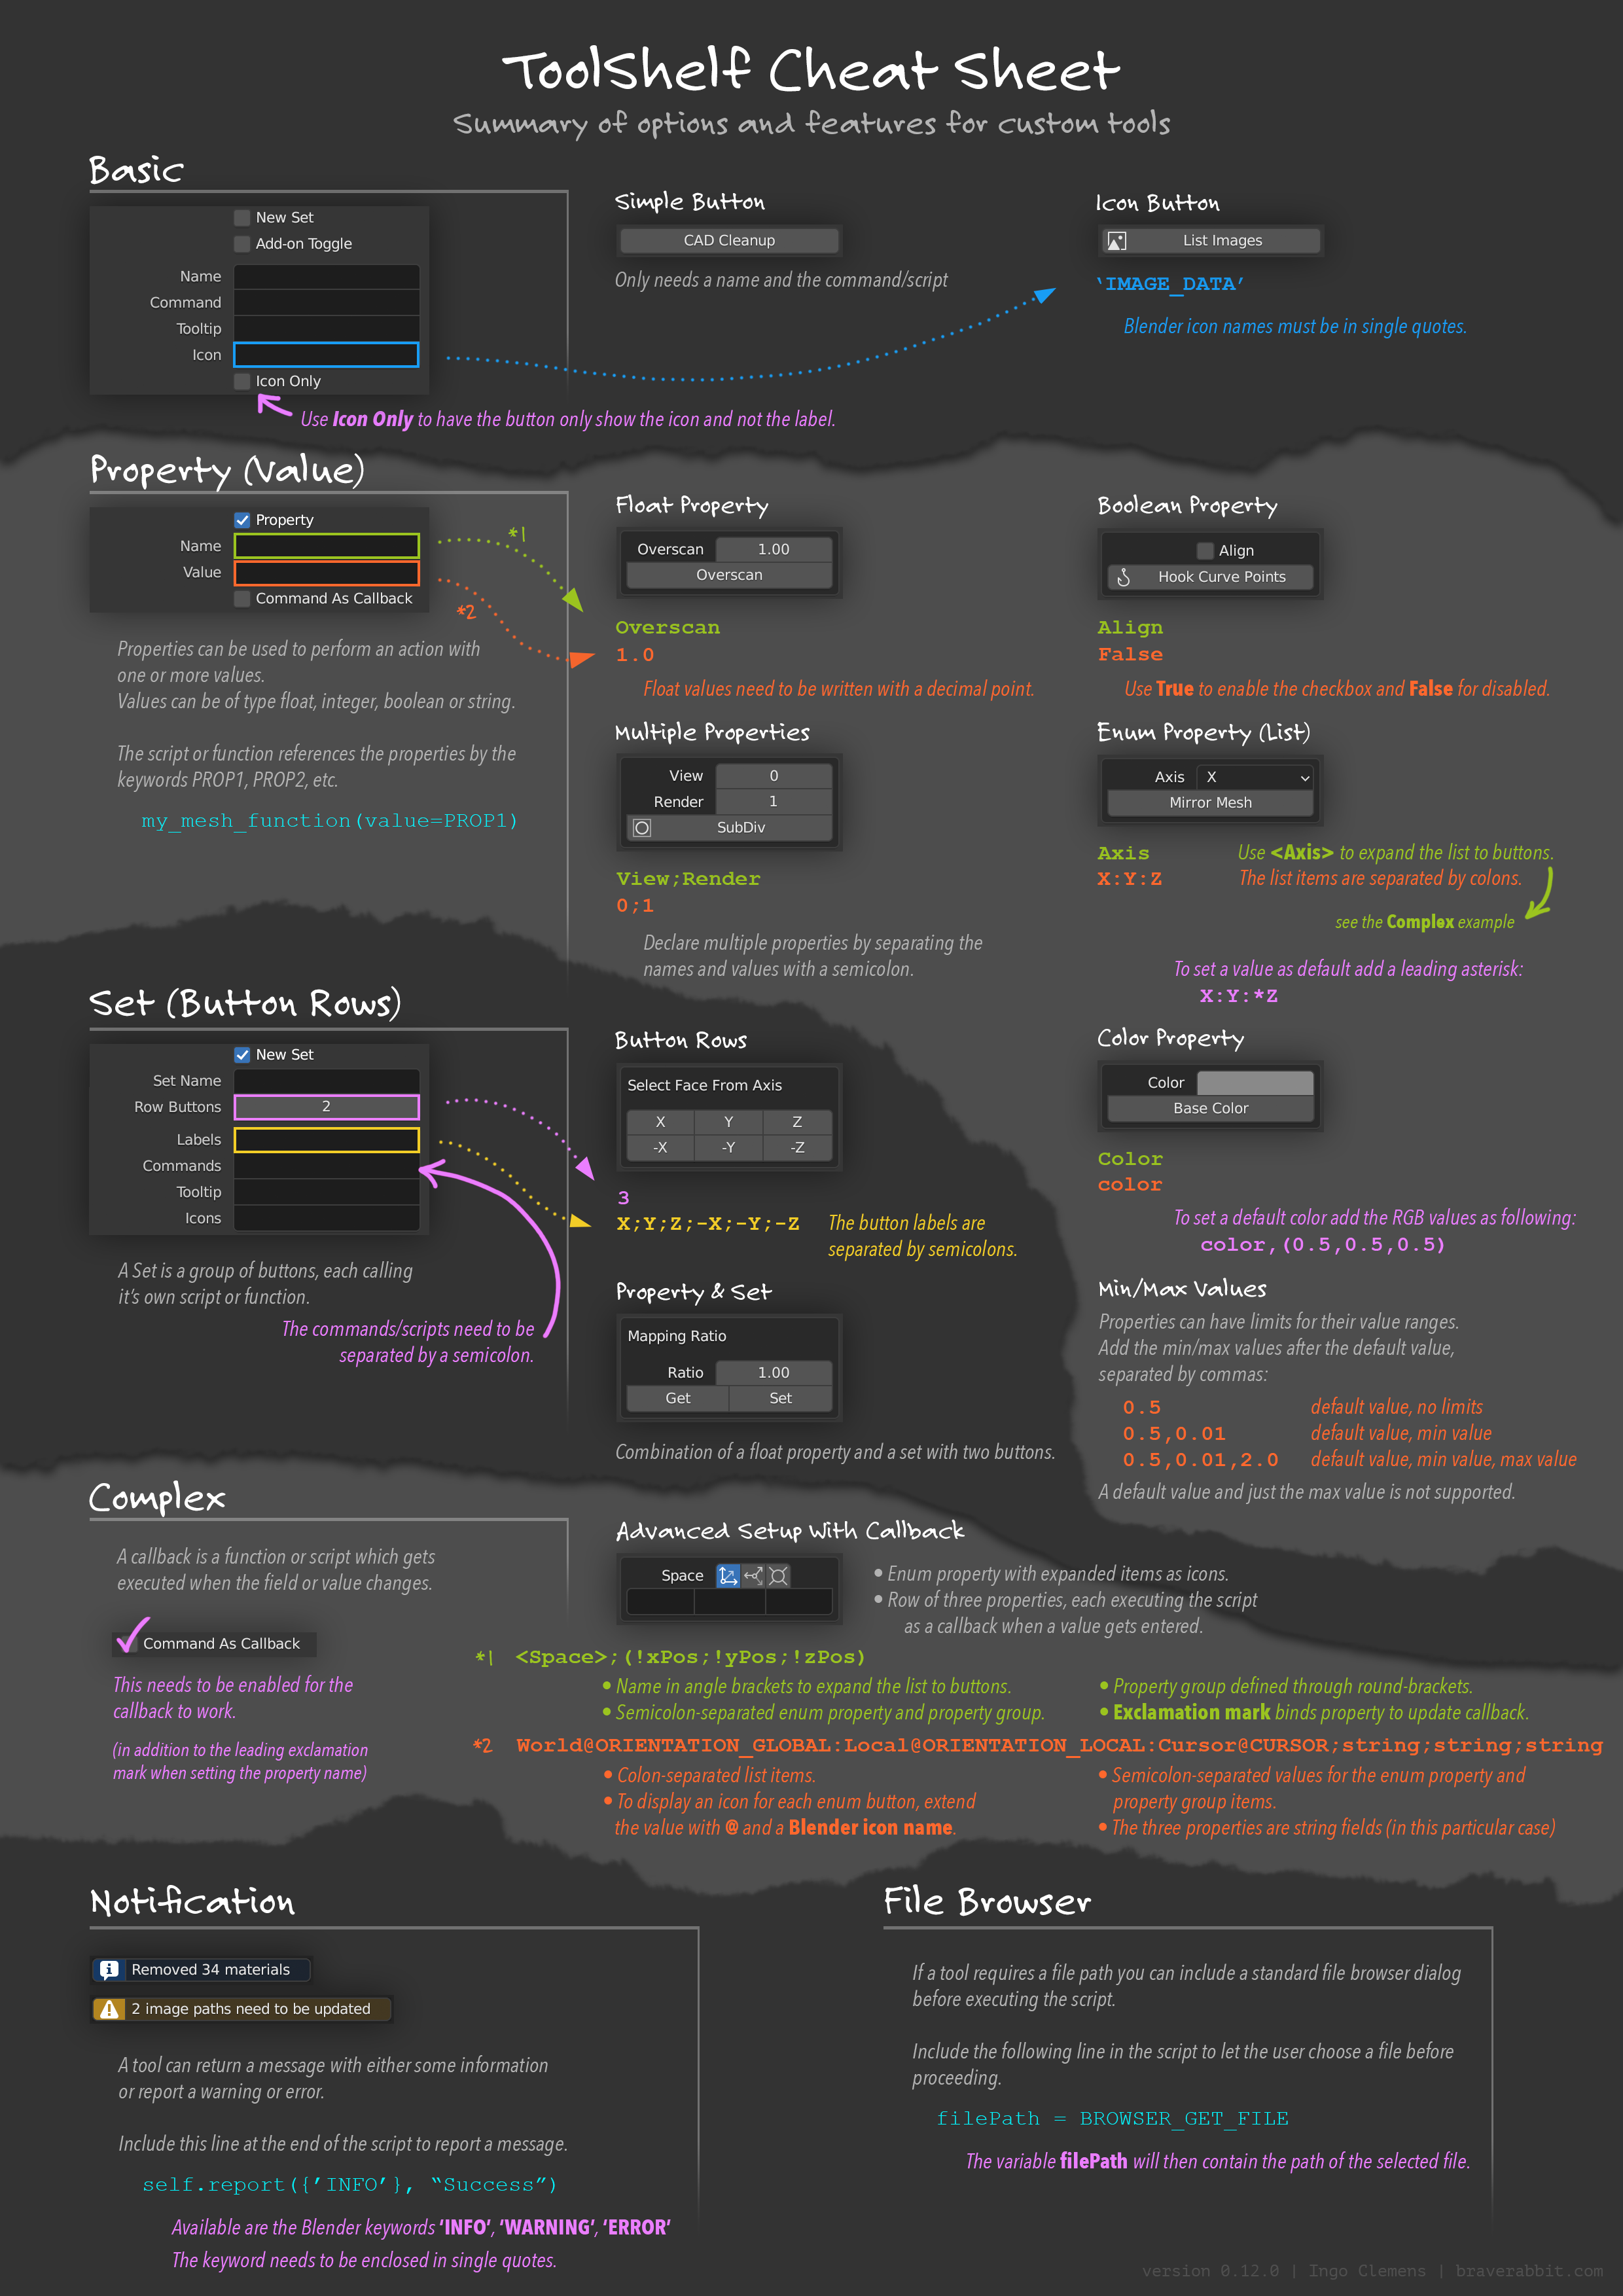 ToolShelf Cheat Sheet
Summary of options and features for custom tools
Basic
New Set
Add-on Toggle
Name
Command
Tooltip
Icon
Icon Only
Use Icon Only to have the button only show the icon and not the label.
Simple Button
CAD Cleanup
Only needs a name and the command/script
Icon Button
List Images
‘IMAGE_DATA’
Blender icon names must be in single quotes.
Property (Value)
Property
Name
Value
Command As Callback
*1
*2
Properties can be used to perform an action with
one or more values.
Values can be of type float, integer, boolean or string.
The script or function references the properties by the
keywords PROP1, PROP2, etc.
my_mesh_function(value=PROP1)
Float Property
Overscan 1.00
Overscan
Overscan
1.0
Float values need to be written with a decimal point.
Boolean Property
Align
Hook Curve Points
Align
False
Use True to enable the checkbox and False for disabled.
Multiple Properties
View 0
Render 1
SubDiv
View;Render
0;1
Declare multiple properties by separating the
names and values with a semicolon.
Enum Property (List)
Axis X
Mirror Mesh
Axis
X:Y:Z
Use <Axis> to expand the list to buttons.
The list items are separated by colons.
see the Complex example
To set a value as default add a leading asterisk:
X:Y:*Z
Set (Button Rows)
New Set
Set Name
Row Buttons 2
Labels
Commands
Tooltip
Icons
A Set is a group of buttons, each calling
it’s own script or function.
The commands/scripts need to be
separated by a semicolon.
Button Rows
Select Face From Axis
X Y Z
-X -Y -Z
3
X;Y;Z;-X;-Y;-Z
The button labels are
separated by semicolons.
Property & Set
Mapping Ratio
Ratio 1.00
Get Set
Combination of a float property and a set with two buttons.
Color Property
Color
Base Color
Color
color
To set a default color add the RGB values as following:
color,(0.5,0.5,0.5)
Min/Max Values
Properties can have limits for their value ranges.
Add the min/max values after the default value,
separated by commas:
0.5 default value, no limits
0.5,0.01 default value, min value
0.5,0.01,2.0 default value, min value, max value
A default value and just the max value is not supported.
Complex
A callback is a function or script which gets
executed when the field or value changes.
Command As Callback
This needs to be enabled for the
callback to work.
(in addition to the leading exclamation
mark when setting the property name)
Advanced Setup With Callback
Space
• Enum property with expanded items as icons.
• Row of three properties, each executing the script
as a callback when a value gets entered.
*1 <Space>;(!xPos;!yPos;!zPos)
• Name in angle brackets to expand the list to buttons.
• Semicolon-separated enum property and property group.
• Property group defined through round-brackets.
• Exclamation mark binds property to update callback.
*2 World@ORIENTATION_GLOBAL:Local@ORIENTATION_LOCAL:Cursor@CURSOR;string;string;string
• Colon-separated list items.
• To display an icon for each enum button, extend
the value with @ and a Blender icon name.
• Semicolon-separated values for the enum property and
property group items.
• The three properties are string fields (in this particular case)
Notification
Removed 34 materials
2 image paths need to be updated
A tool can return a message with either some information
or report a warning or error.
Include this line at the end of the script to report a message.
self.report({’INFO’}, “Success”)
Available are the Blender keywords ‘INFO’, ‘WARNING’, ‘ERROR’
The keyword needs to be enclosed in single quotes.
File Browser
If a tool requires a file path you can include a standard file browser dialog
before executing the script.
Include the following line in the script to let the user choose a file before
proceeding.
filePath = BROWSER_GET_FILE
The variable filePath will then contain the path of the selected file.
version 0.12.0 | Ingo Clemens | braverabbit.com